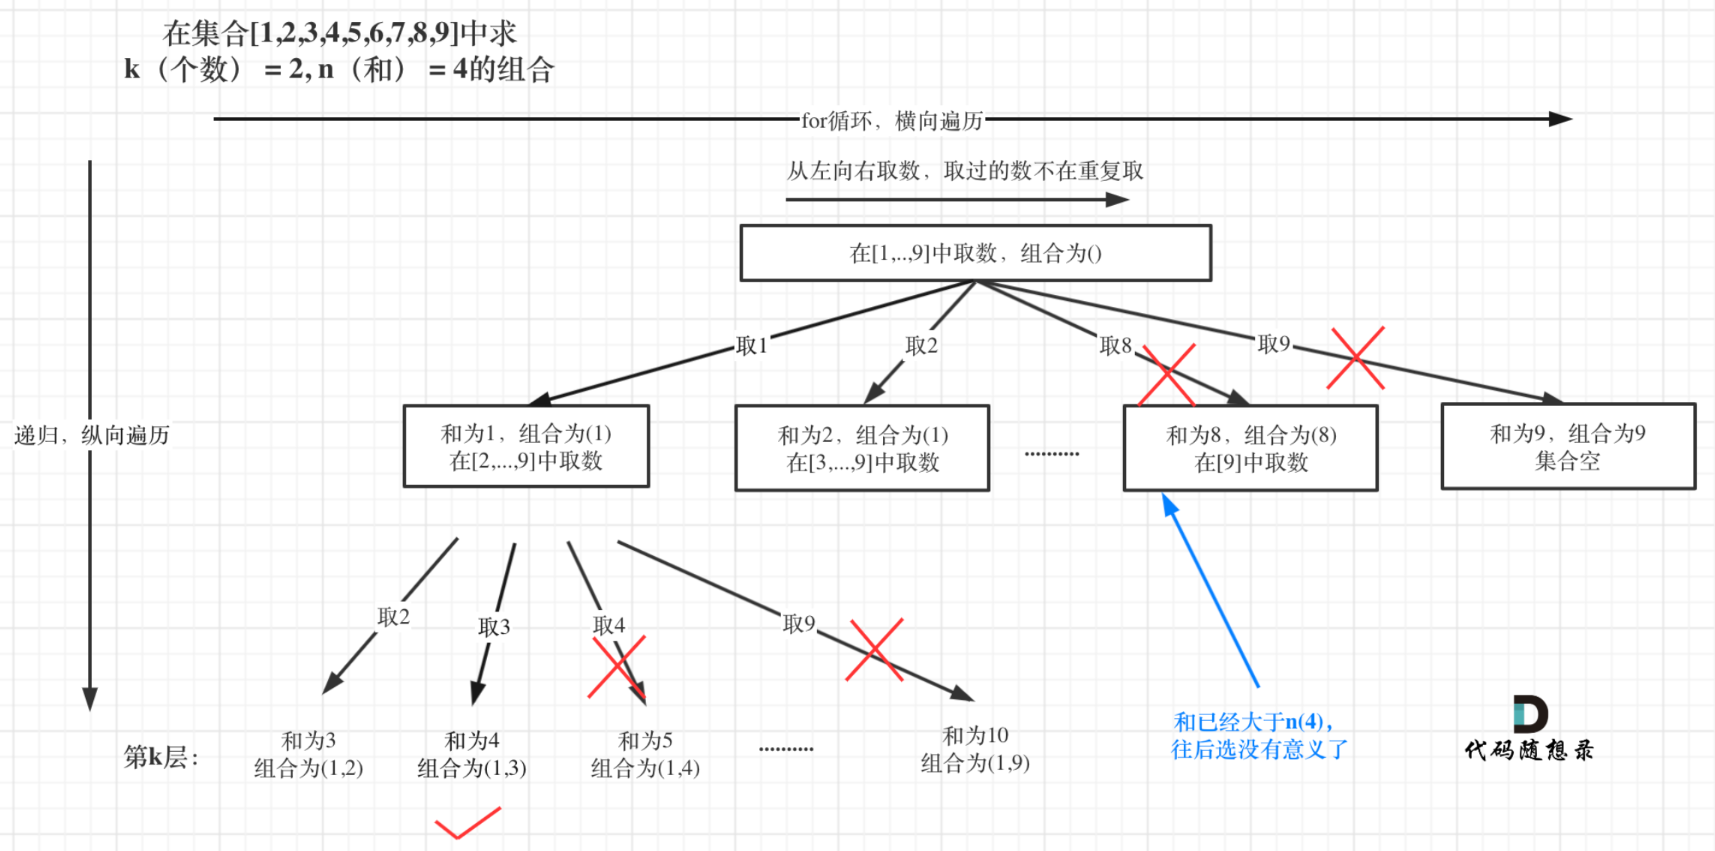 在集合[1,2,3,4,5,6,7,8,9]中求
k（个数）= 2, n（和）= 4的组合
for循环，横向遍历
从左向右取数，取过的数不在重复取
在[1,..,9]中取数，组合为()
取1
取2
取8
取9
递归，纵向遍历
和为1，组合为(1)
在[2,...,9]中取数
和为2，组合为(1)
在[3,...,9]中取数
..........
和为8，组合为(8)
在[9]中取数
和为9，组合为9
集合空
取2
取3
取4
取9
第k层：
和为3
组合为(1,2)
和为4
组合为(1,3)
和为5
组合为(1,4)
..........
和为10
组合为(1,9)
和已经大于n(4)，
往后选没有意义了
代码随想录